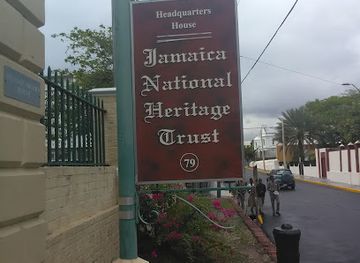 Headquarters
House
Jamaica
National
Heritage
Trust
79